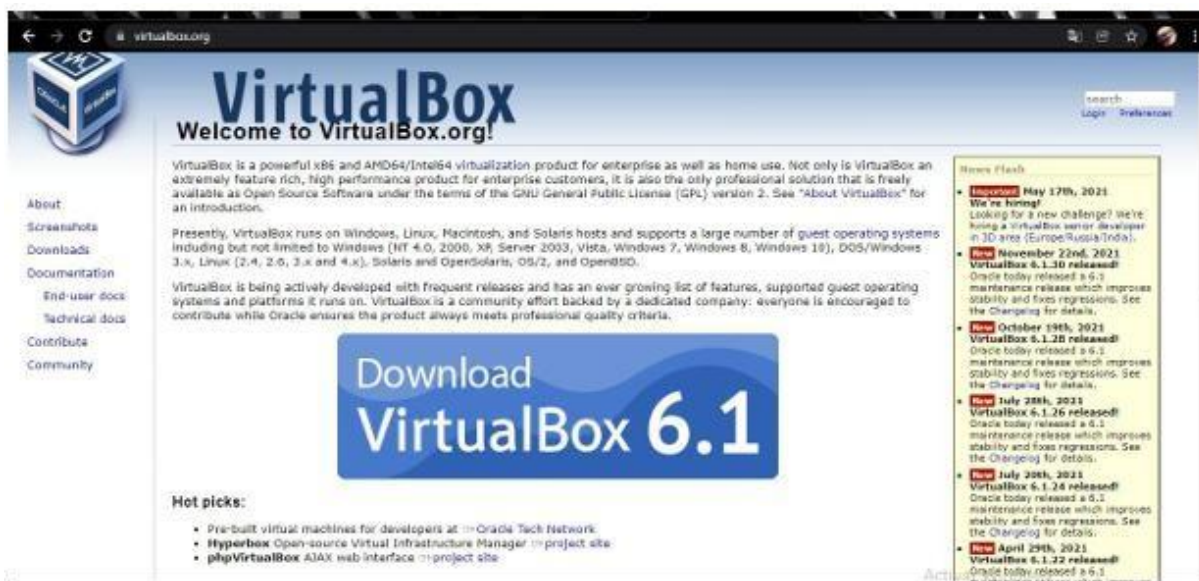 virtualbox.org
VirtualBox
search
Login Preferences
Welcome to VirtualBox.org!
VirtualBox is a powerful x86 and AMD64/Intel64 virtualization product for enterprise as well as home use. Not only is VirtualBox an
extremely feature rich, high performance product for enterprise customers, it is also the only professional solution that is freely
available as Open Source Software under the terms of the GNU General Public License (GPL) version 2. See "About VirtualBox" for
an introduction.
Presently, VirtualBox runs on Windows, Linux, Macintosh, and Solaris hosts and supports a large number of guest operating systems
including but not limited to Windows (NT 4.0, 2000, XP, Server 2003, Vista, Windows 7, Windows 8, Windows 10), DOS/Windows
3.x, Linux (2.4, 2.6, 3.x and 4.x), Solaris and OpenSolaris, OS/2, and OpenBSD.
VirtualBox is being actively developed with frequent releases and has an ever growing list of features, supported guest operating
systems and platforms it runs on. VirtualBox is a community effort backed by a dedicated company: everyone is encouraged to
contribute while Oracle ensures the product always meets professional quality criteria.
Download
VirtualBox 6.1
Hot picks:
Pre-built virtual machines for developers at Oracle Tech Network
Hyperbox Open-source Virtual Infrastructure Manager project site
phpVirtualBox AJAX web interface project site
About
Screenshots
Downloads
Documentation
End-user docs
Technical docs
Contribute
Community
News Flash
Important May 17th, 2021
We're hiring!
Looking for a new challenge? We're
hiring a VirtualBox senior developer
in 3D area (Europe/Russia/India).
New November 22nd, 2021
VirtualBox 6.1.30 released!
Oracle today released a 6.1
maintenance release which improves
stability and fixes regressions. See
the Changelog for details.
New October 19th, 2021
VirtualBox 6.1.28 released!
Oracle today released a 6.1
maintenance release which improves
stability and fixes regressions. See
the Changelog for details.
New July 28th, 2021
VirtualBox 6.1.26 released!
Oracle today released a 6.1
maintenance release which improves
stability and fixes regressions. See
the Changelog for details.
New July 20th, 2021
VirtualBox 6.1.24 released!
Oracle today released a 6.1
maintenance release which improves
stability and fixes regressions. See
the Changelog for details.
New April 29th, 2021
VirtualBox 6.1.22 released!
Oracle today released a 6.1